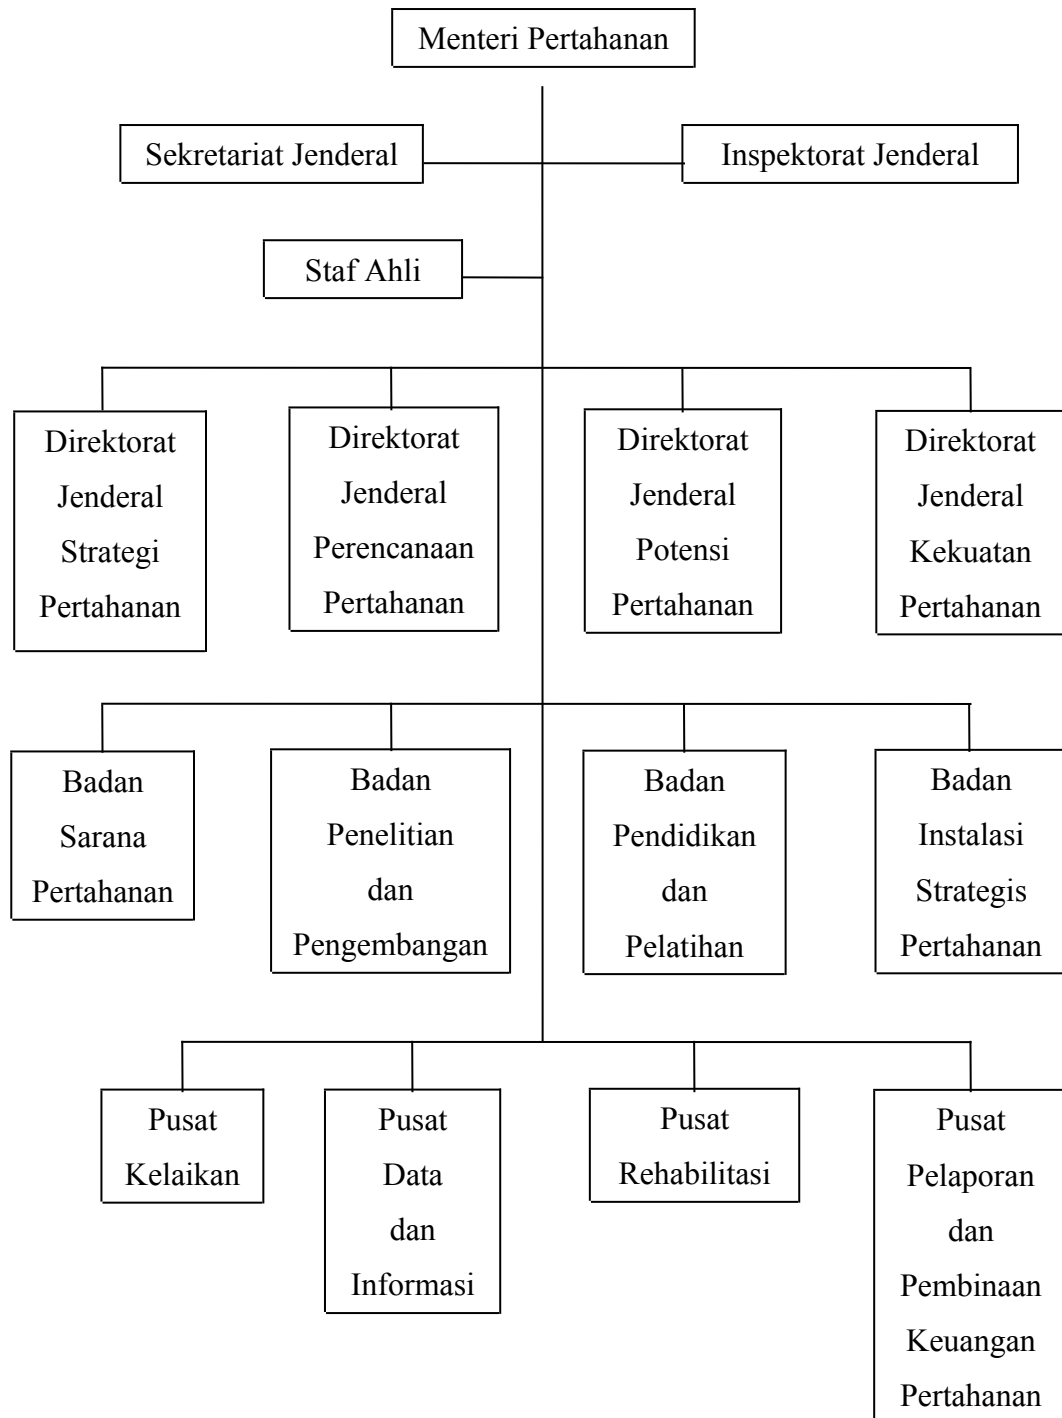 Menteri Pertahanan
Sekretariat Jenderal
Inspektorat Jenderal
Staf Ahli
Direktorat
Jenderal
Strategi
Pertahanan
Direktorat
Jenderal
Perencanaan
Pertahanan
Direktorat
Jenderal
Potensi
Pertahanan
Direktorat
Jenderal
Kekuatan
Pertahanan
Badan
Sarana
Pertahanan
Badan
Penelitian
dan
Pengembangan
Badan
Pendidikan
dan
Pelatihan
Badan
Instalasi
Strategis
Pertahanan
Pusat
Kelaikan
Pusat
Data
dan
Informasi
Pusat
Rehabilitasi
Pusat
Pelaporan
dan
Pembinaan
Keuangan
Pertahanan